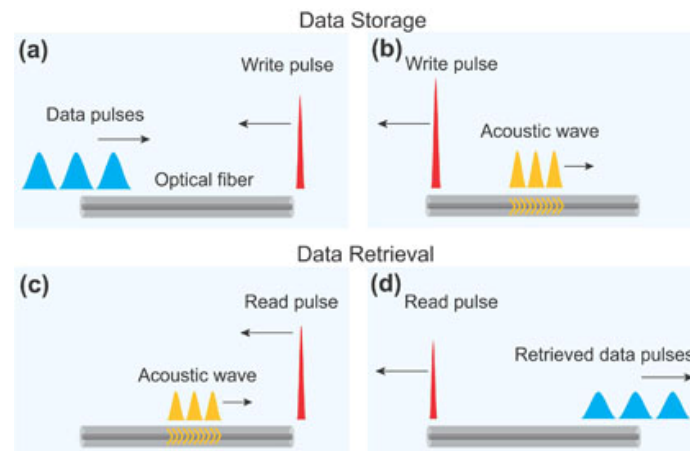 Data Storage
(a)
Write pulse
Data pulses
Optical fiber
(b)
Write pulse
Acoustic wave
Data Retrieval
(c)
Read pulse
Acoustic wave
(d)
Read pulse
Retrieved data pulses